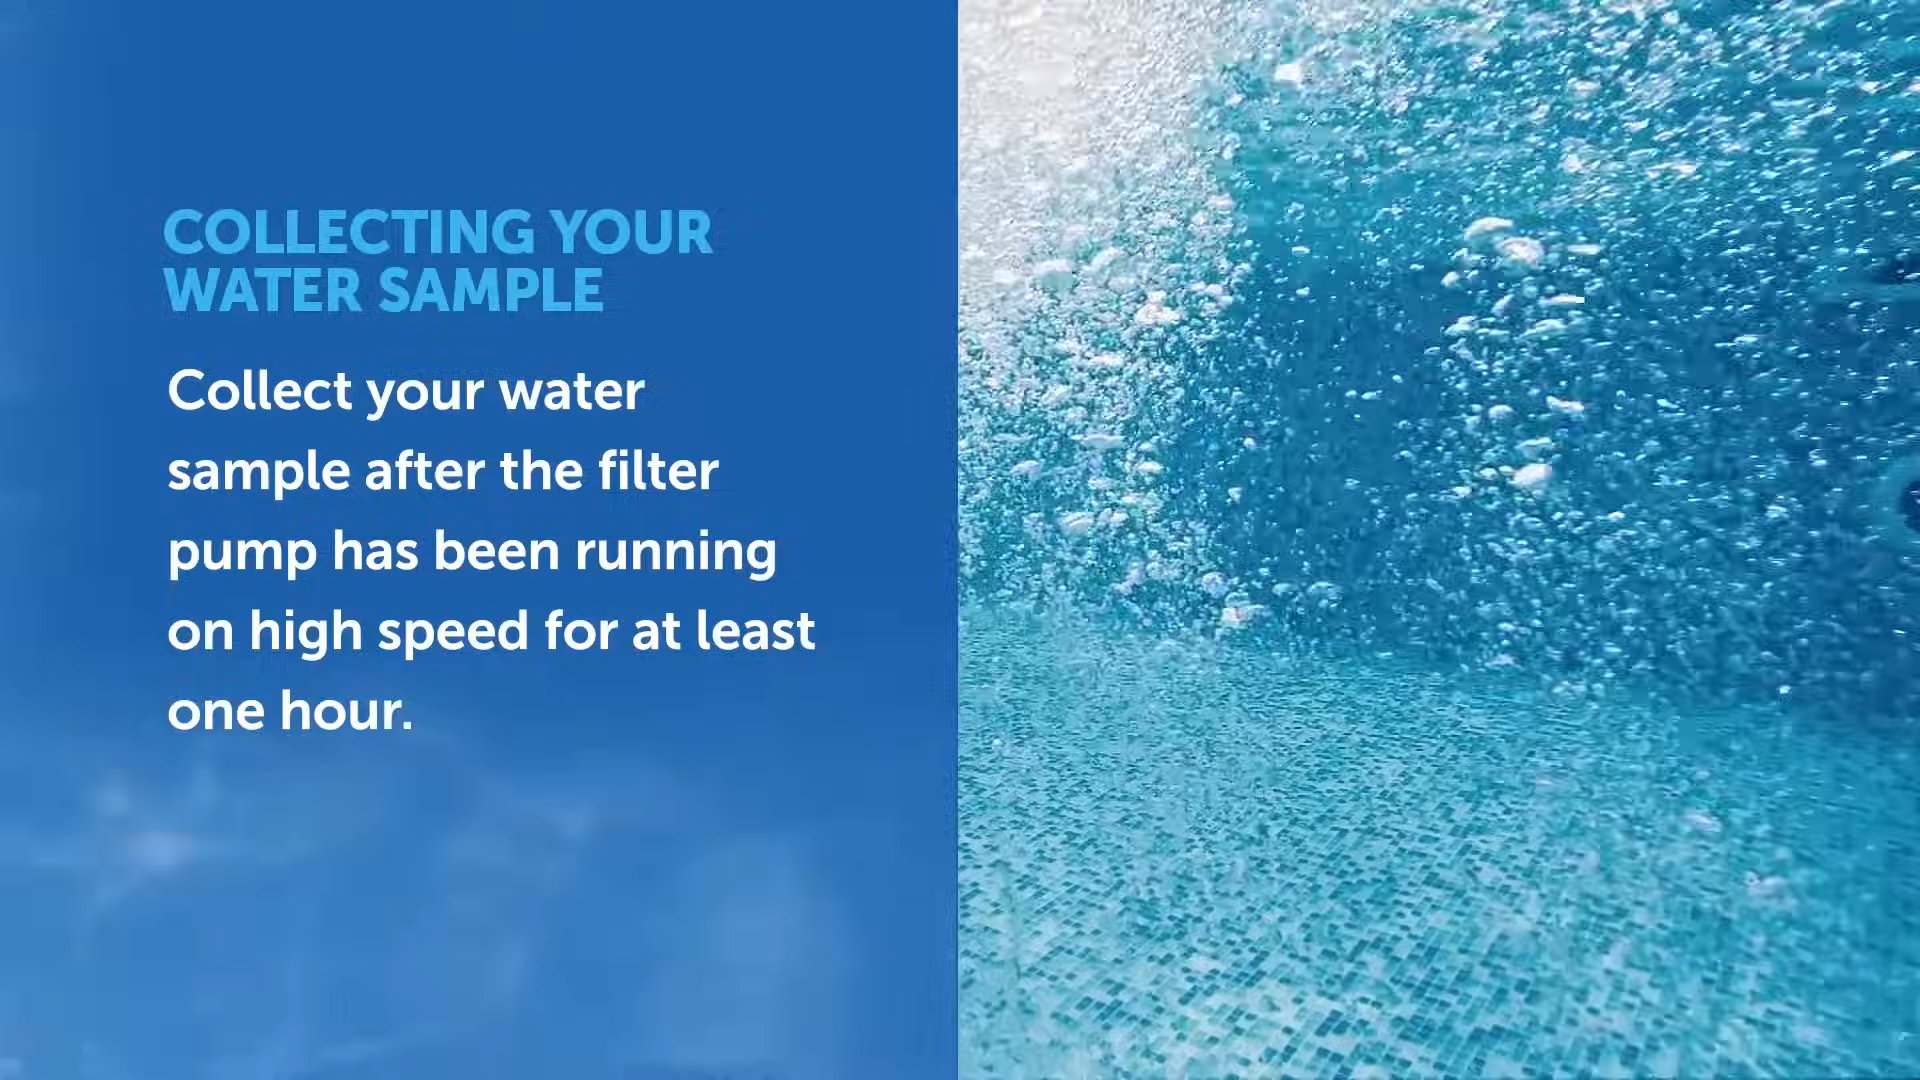 COLLECTING YOUR
WATER SAMPLE
Collect your water
sample after the filter
pump has been running
on high speed for at least
one hour.